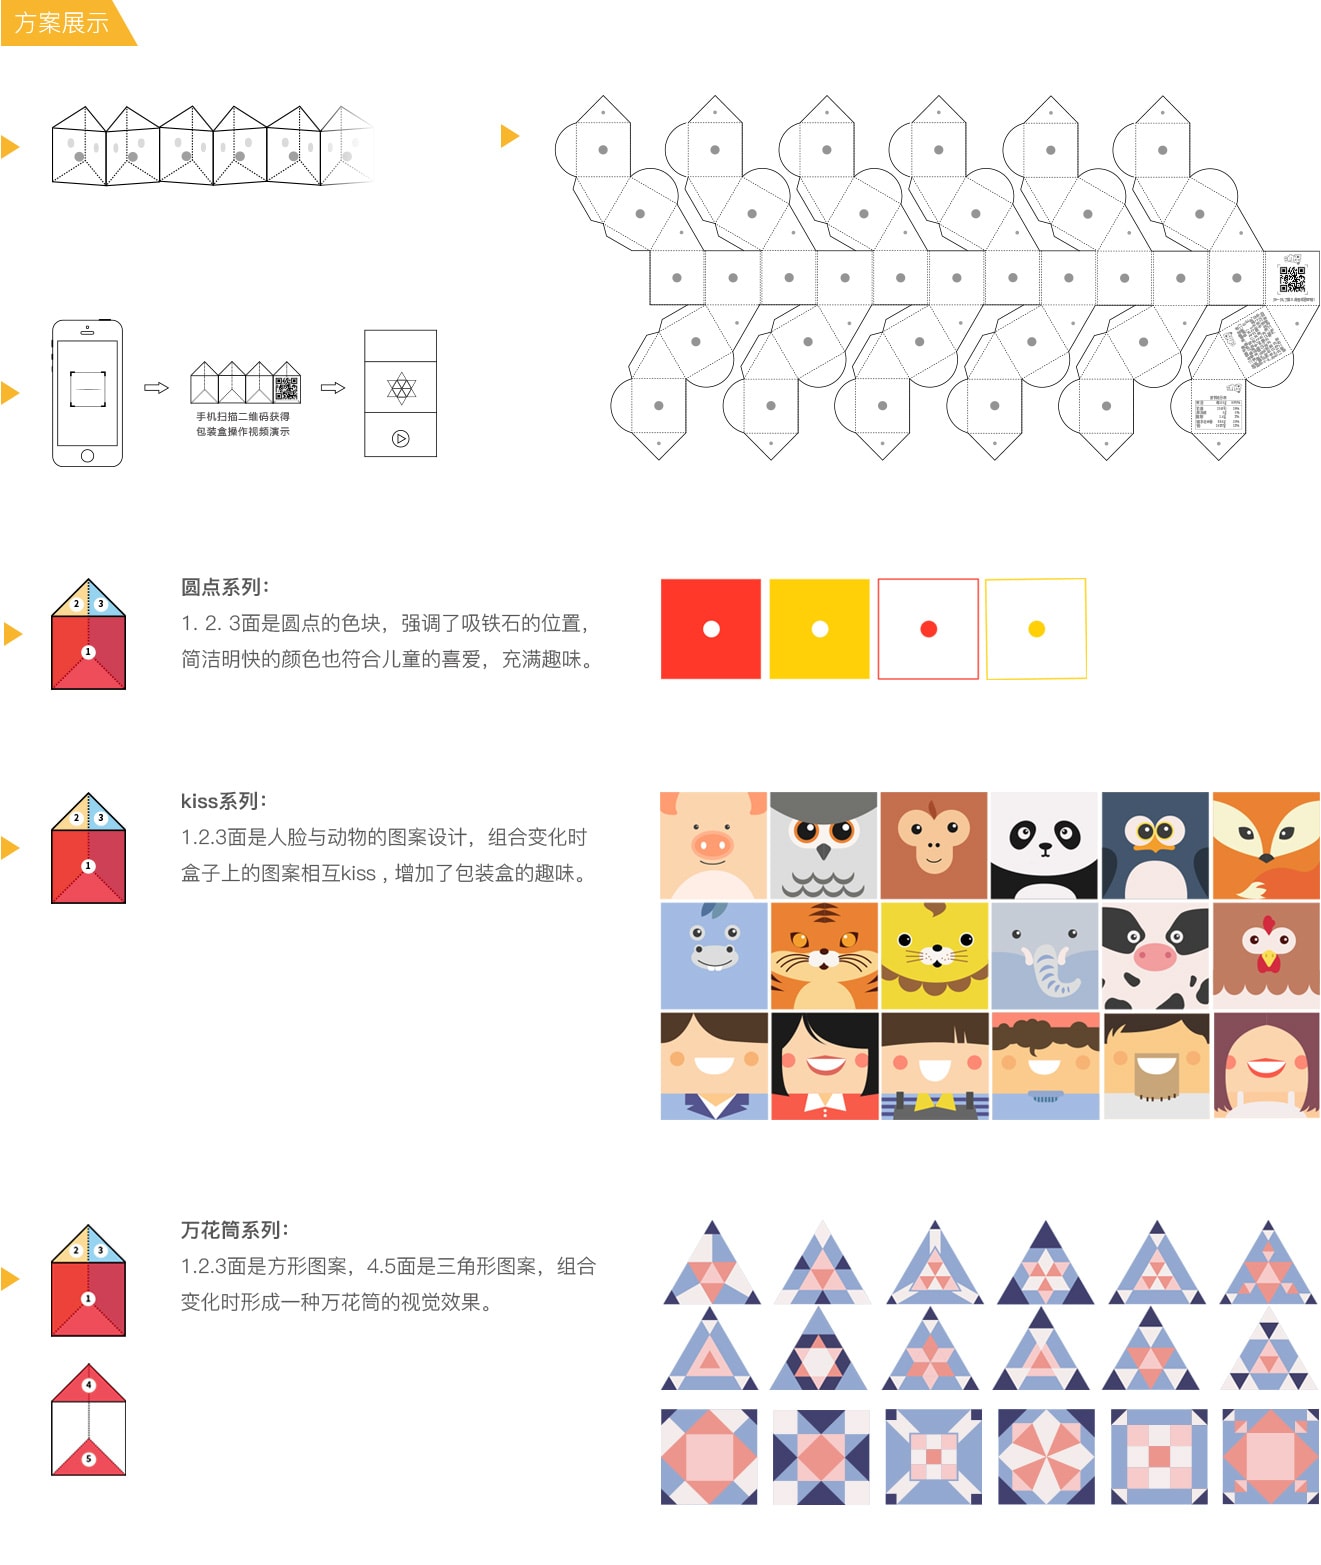 方案展示
手机扫描二维码获得
包装盒操作视频演示
2 3
1
圆点系列：
1. 2. 3面是圆点的色块，强调了吸铁石的位置，
简洁明快的颜色也符合儿童的喜爱，充满趣味。
2 3
1
kiss系列：
1.2.3面是人脸与动物的图案设计，组合变化时
盒子上的图案相互kiss，增加了包装盒的趣味。
2 3
1
万花筒系列：
1.2.3面是方形图案，4.5面是三角形图案，组合
变化时形成一种万花筒的视觉效果。
4
5